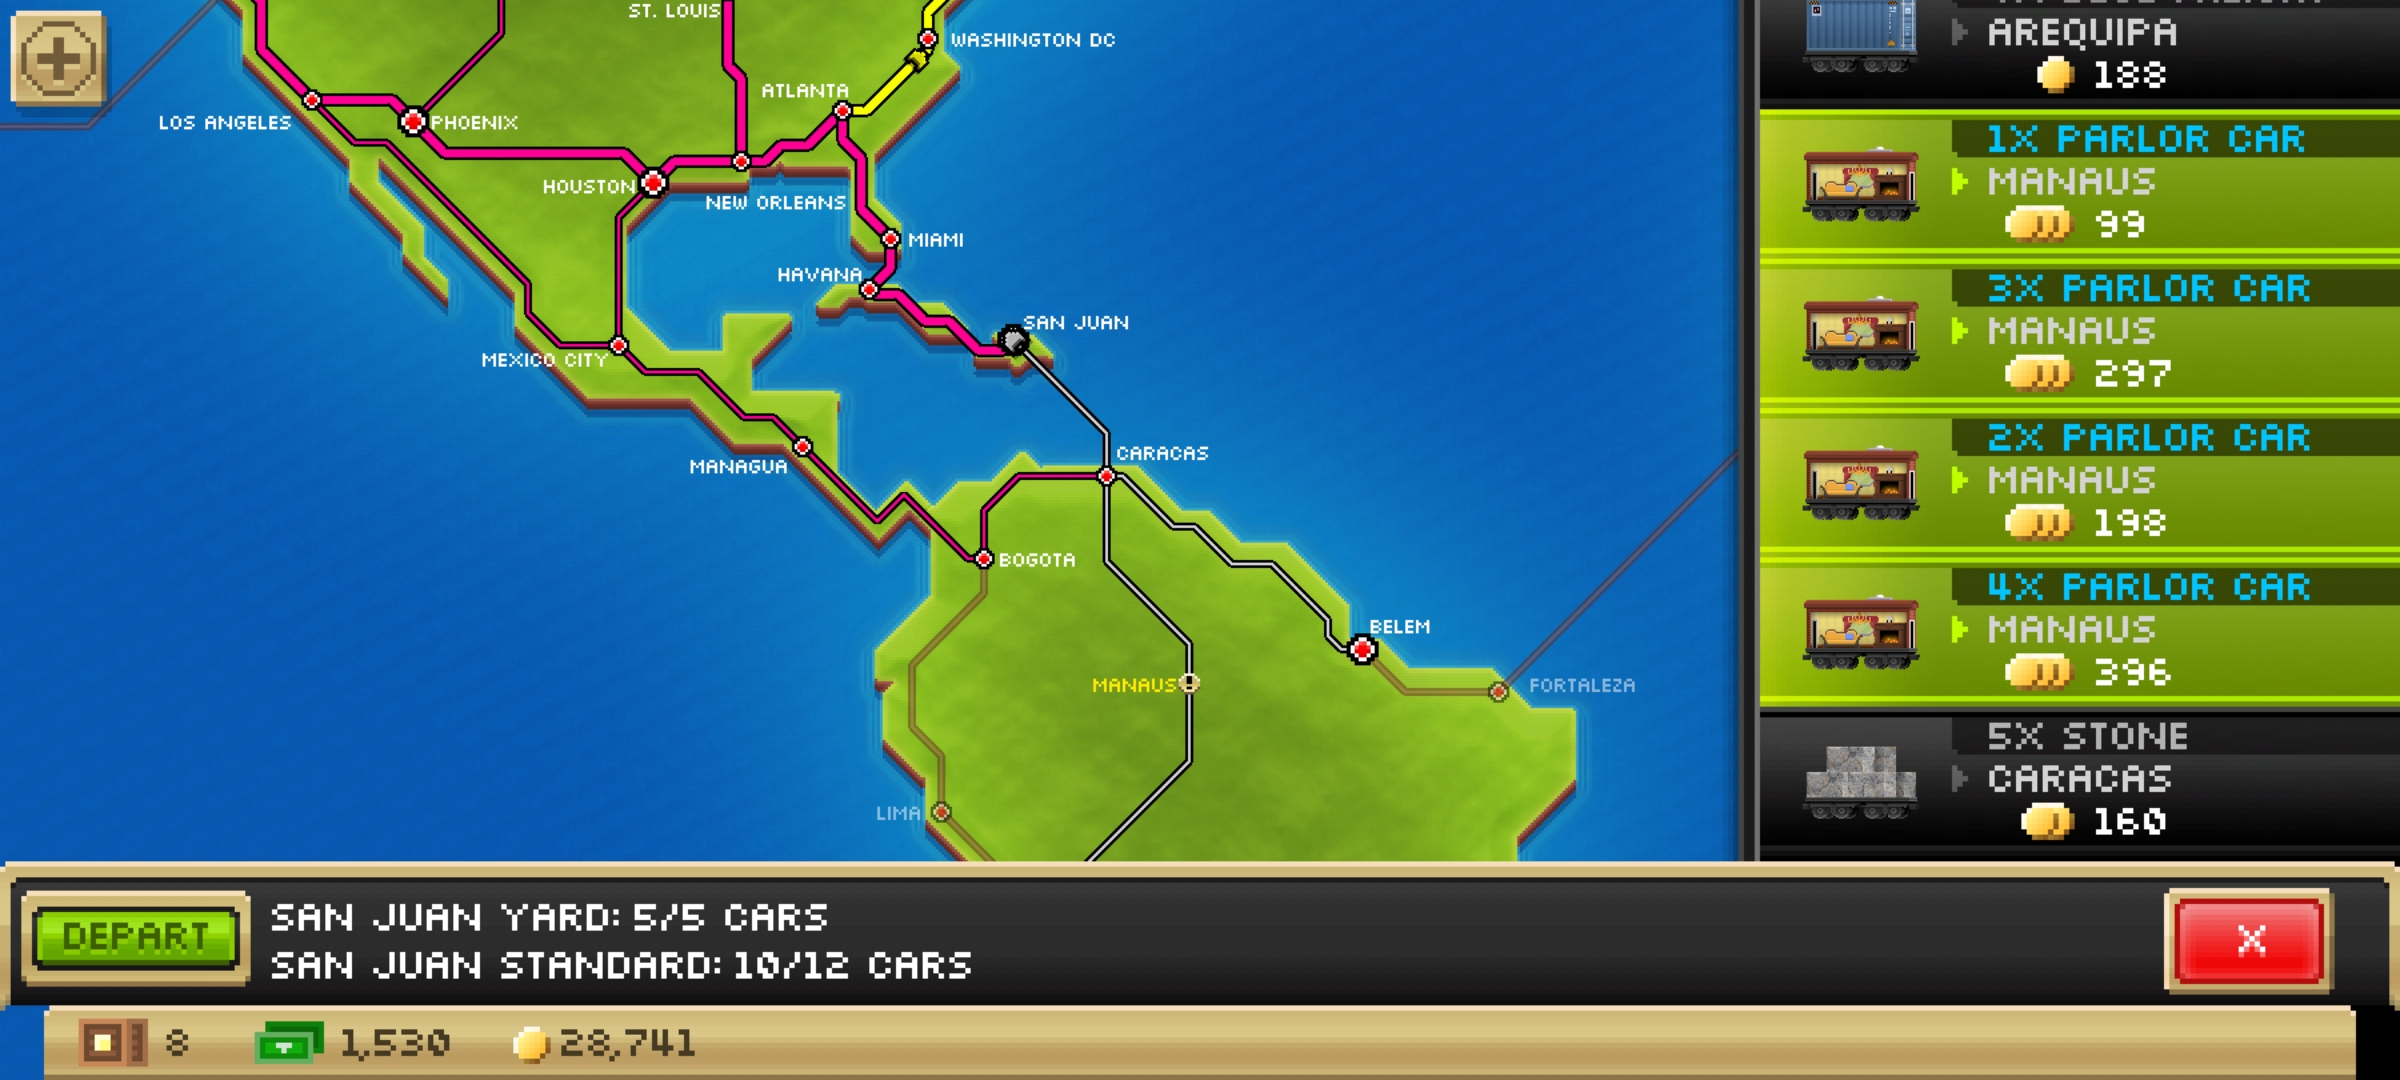 ST. LOUIS
WASHINGTON DC
ATLANTA
LOS ANGELES
PHOENIX
HOUSTON
NEW ORLEANS
MIAMI
HAVANA
SAN JUAN
MEXICO CITY
MANAGUA
CARACAS
BOGOTA
BELEM
MANAUS
FORTALEZA
LIMA
AREQUIPA
188
1X PARLOR CAR
MANAUS
99
3X PARLOR CAR
MANAUS
297
2X PARLOR CAR
MANAUS
198
4X PARLOR CAR
MANAUS
396
5X STONE
CARACAS
160
DEPART
SAN JUAN YARD: 5/5 CARS
SAN JUAN STANDARD: 10/12 CARS
X
8
1,530
28,741